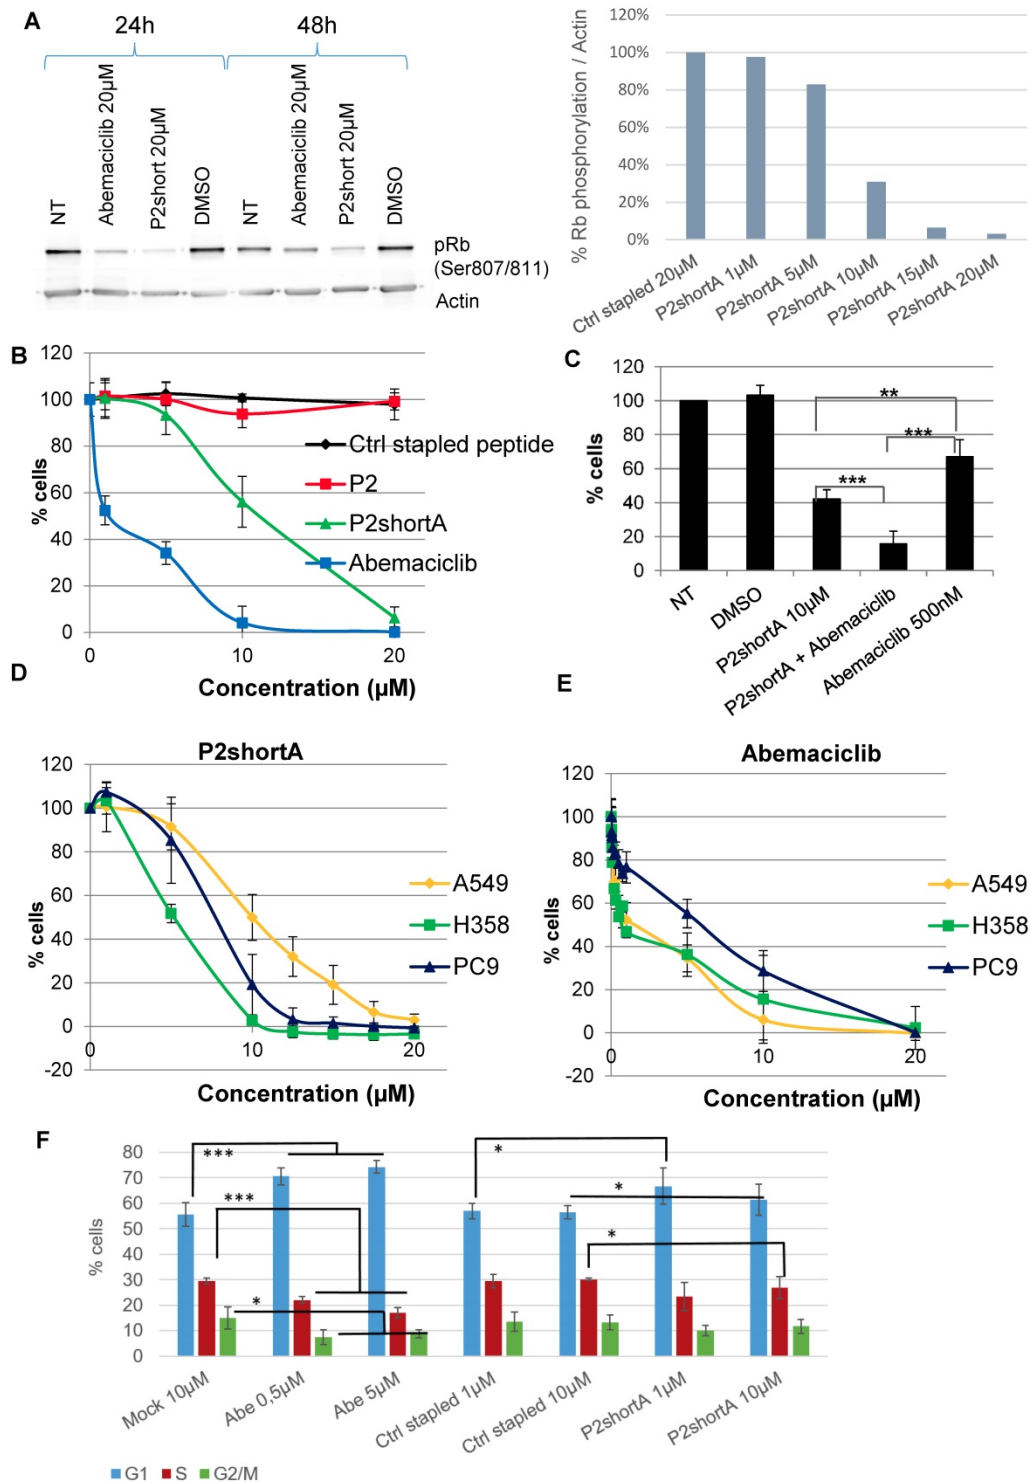 A
24h
48h
NT
Abemaciclib 20µM
P2short 20µM
DMSO
NT
Abemaciclib 20µM
P2short 20µM
DMSO
pRb
(Ser807/811)
Actin
% Rb phosphorylation / Actin
120%
100%
80%
60%
40%
20%
0%
Ctrl stapled 20µM
P2shortA 1µM
P2shortA 5µM
P2shortA 10µM
P2shortA 15µM
P2shortA 20µM
B
% cells
120
100
80
60
40
20
0
0
10
20
Concentration (µM)
Ctrl stapled peptide
P2
P2shortA
Abemaciclib
C
% cells
120
100
80
60
40
20
0
**
***
***
NT
DMSO
P2shortA 10µM
P2shortA + Abemaciclib
Abemaciclib 500nM
D
P2shortA
% cells
120
100
80
60
40
20
0
-20
0
10
20
Concentration (µM)
A549
H358
PC9
E
Abemaciclib
% cells
120
100
80
60
40
20
0
-20
0
10
20
Concentration (µM)
A549
H358
PC9
F
% cells
80
70
60
50
40
30
20
10
0
***
***
*
*
*
*
Mock 10µM
Abe 0,5µM
Abe 5µM
Ctrl stapled 1µM
Ctrl stapled 10µM
P2shortA 1µM
P2shortA 10µM
G1 S G2/M